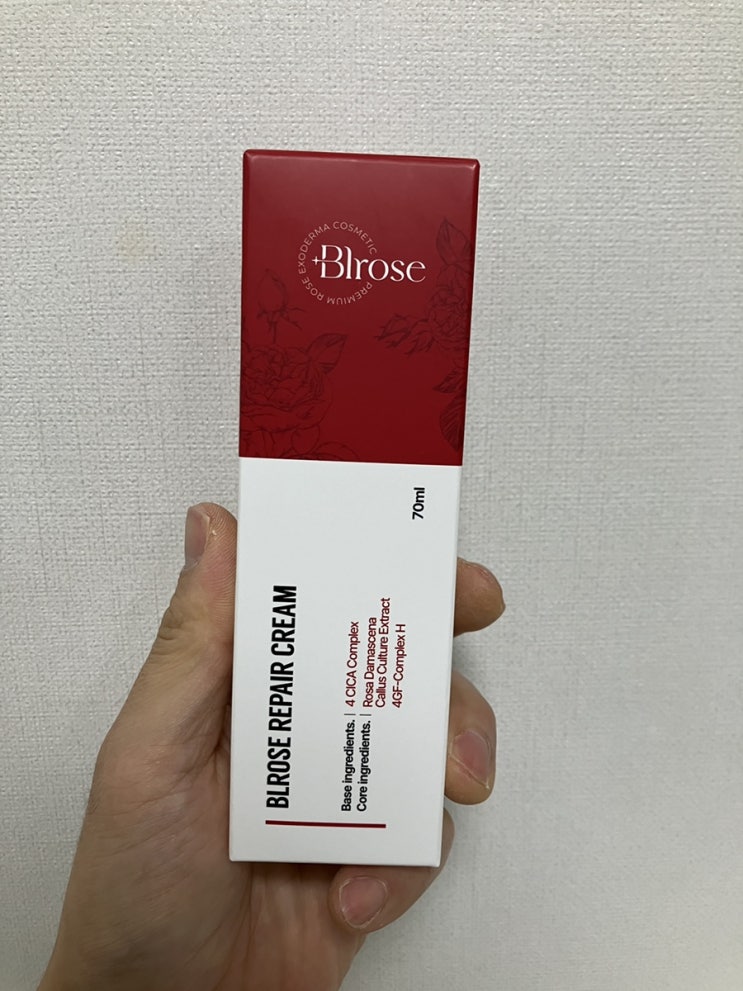 PREMIUM ROSE EXODERMA COSMETIC
Blrose
70ml
BLROSE REPAIR CREAM
Base ingredients. | 4 CICA Complex
Core ingredients. | Rosa Damascena
Callus Culture Extract
4GF-Complex H